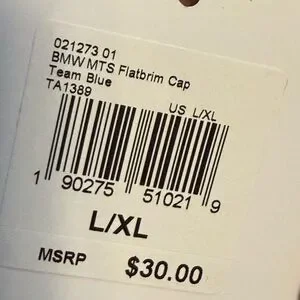 021273 01
BMW MTS Flatbrim Cap
Team Blue
TA1389
US L/XL
1 90275 51021 9
L/XL
MSRP $30.00